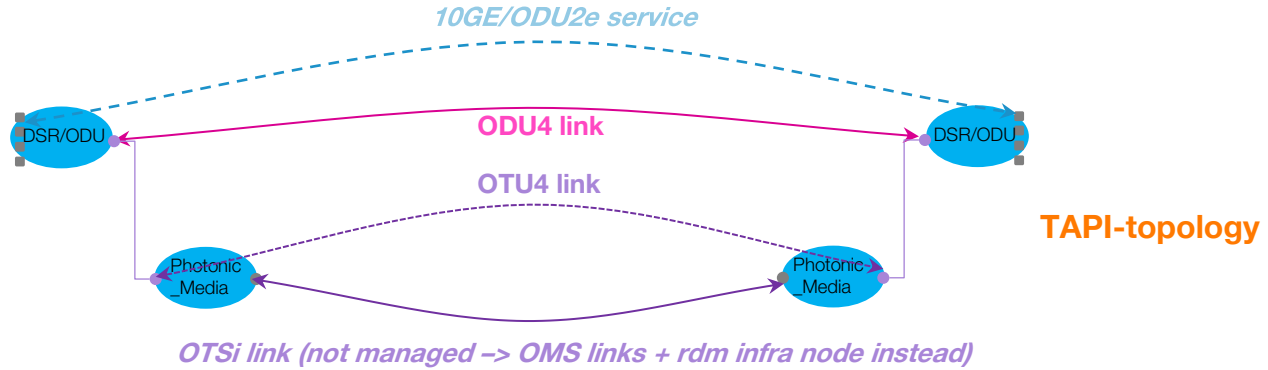 10GE/ODU2e service
DSR/ODU
DSR/ODU
ODU4 link
OTU4 link
TAPI-topology
Photonic
_Media
Photonic
_Media
OTSi link (not managed –> OMS links + rdm infra node instead)